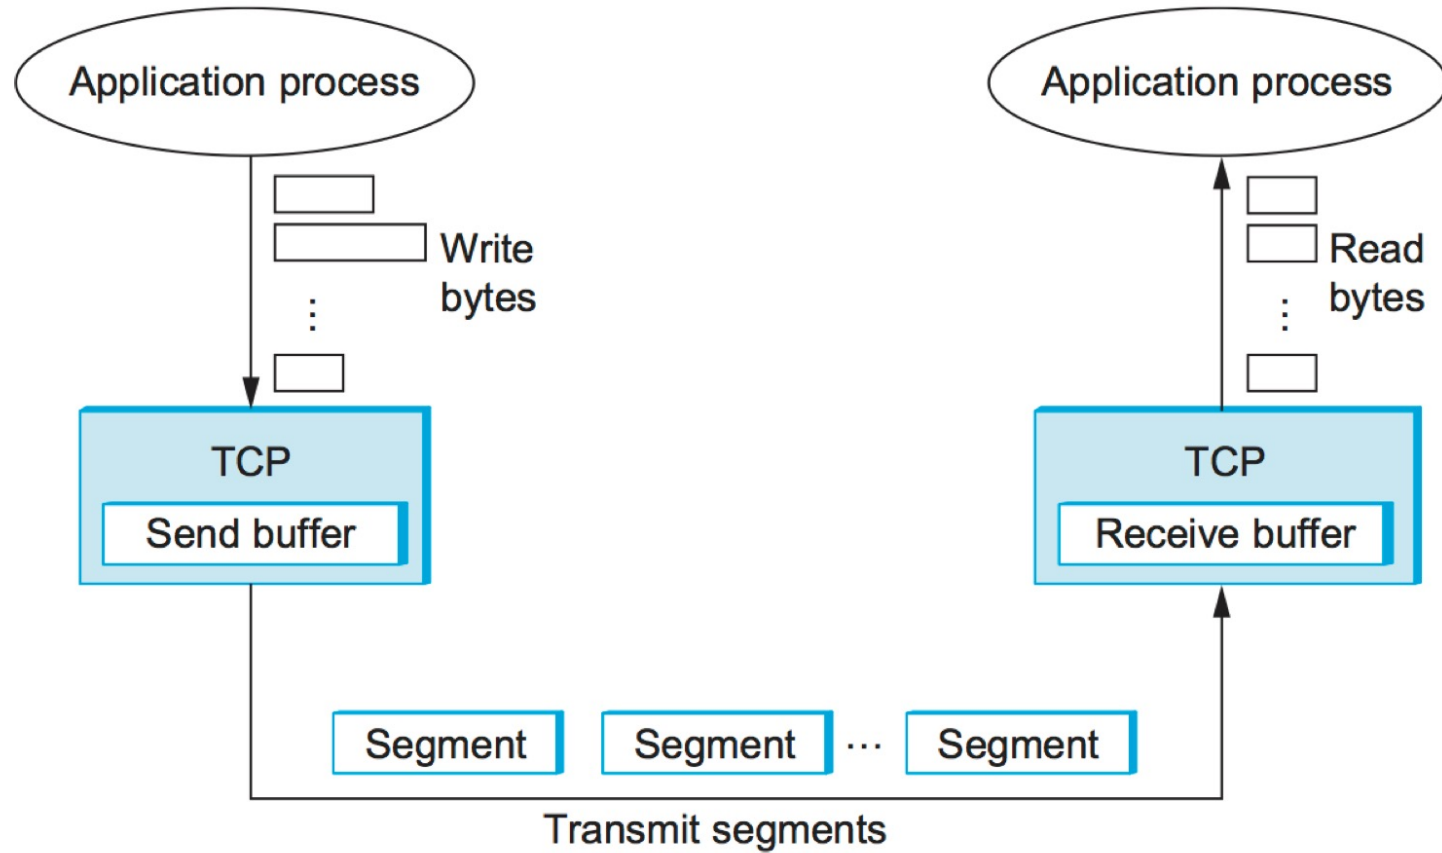 Application process
Application process
Write
bytes
Read
bytes
TCP
Send buffer
TCP
Receive buffer
Segment
Segment
...
Segment
Transmit segments